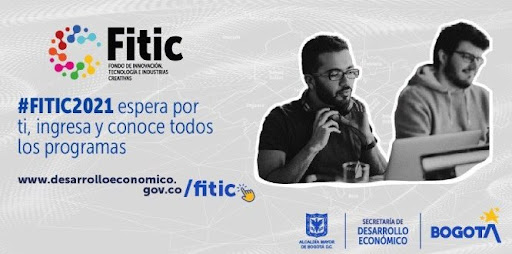 Fitic
FONDO DE INNOVACIÓN,
TECNOLOGÍA E INDUSTRIAS
CREATIVAS
#FITIC2021 espera por
ti, ingresa y conoce todos
los programas
www.desarrolloeconomico.
gov.co/fitic
ALCALDÍA MAYOR
DE BOGOTÁ D.C.
SECRETARÍA DE
DESARROLLO
ECONÓMICO
BOGOTÁ